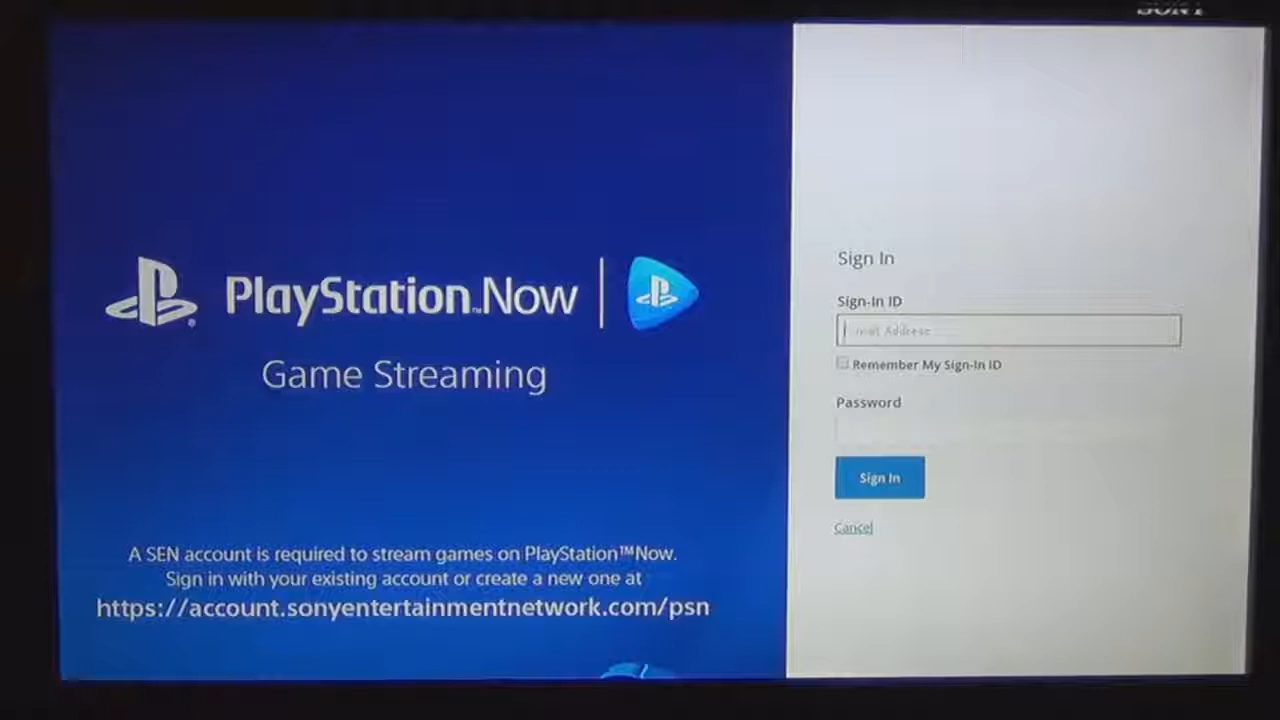 SONY
PlayStation™Now
Game Streaming
A SEN account is required to stream games on PlayStation™Now.
Sign in with your existing account or create a new one at
https://account.sonyentertainmentnetwork.com/psn
Sign In
Sign-In ID
Email Address
Remember My Sign-In ID
Password
Sign In
Cancel